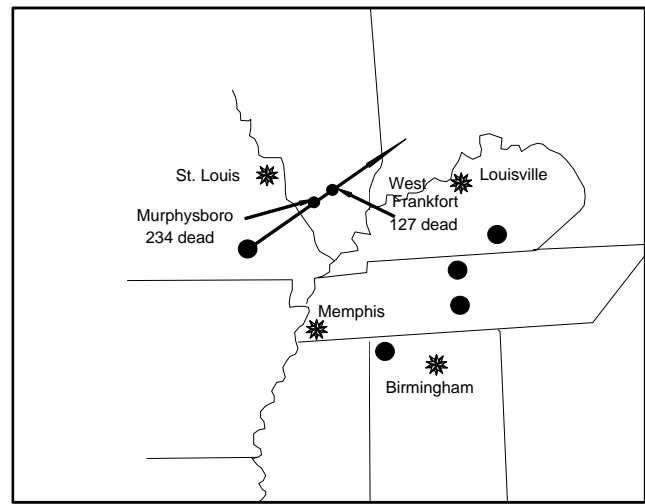 St. Louis
West
Frankfort
127 dead
Louisville
Murphysboro
234 dead
Memphis
Birmingham